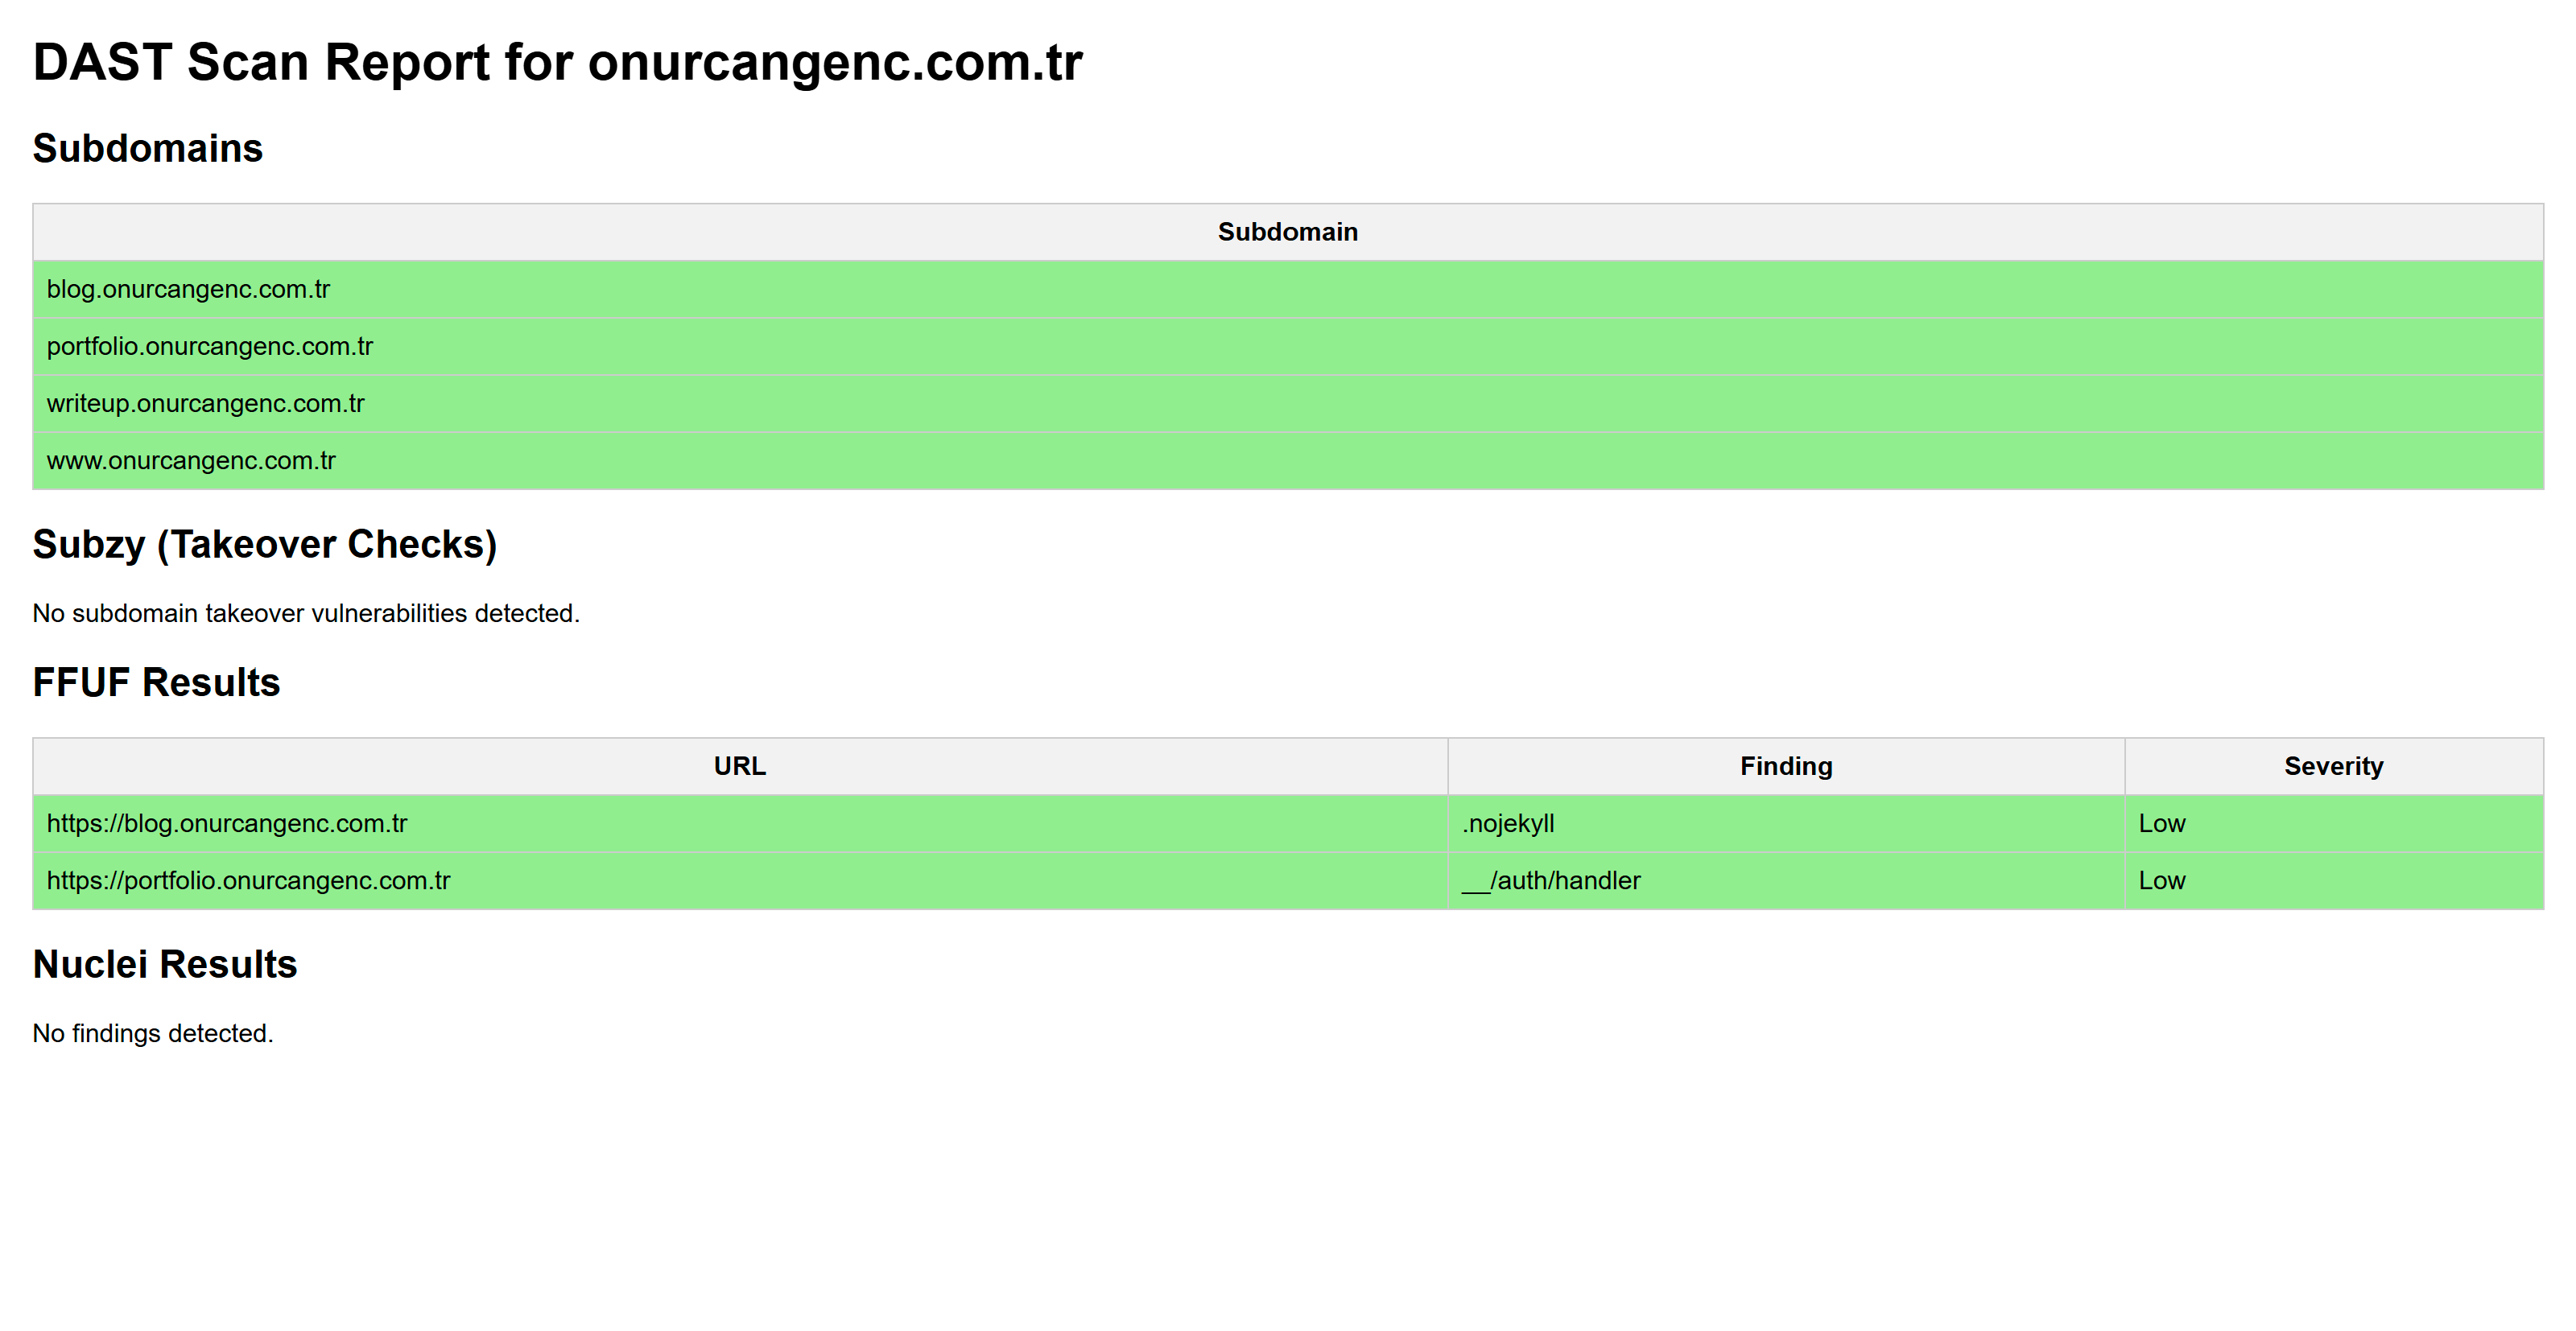 DAST Scan Report for onurcangenc.com.tr
Subdomains
Subdomain
blog.onurcangenc.com.tr
portfolio.onurcangenc.com.tr
writeup.onurcangenc.com.tr
www.onurcangenc.com.tr
Subzy (Takeover Checks)
No subdomain takeover vulnerabilities detected.
FFUF Results
URL Finding Severity
https://blog.onurcangenc.com.tr .nojekyll Low
https://portfolio.onurcangenc.com.tr __/auth/handler Low
Nuclei Results
No findings detected.